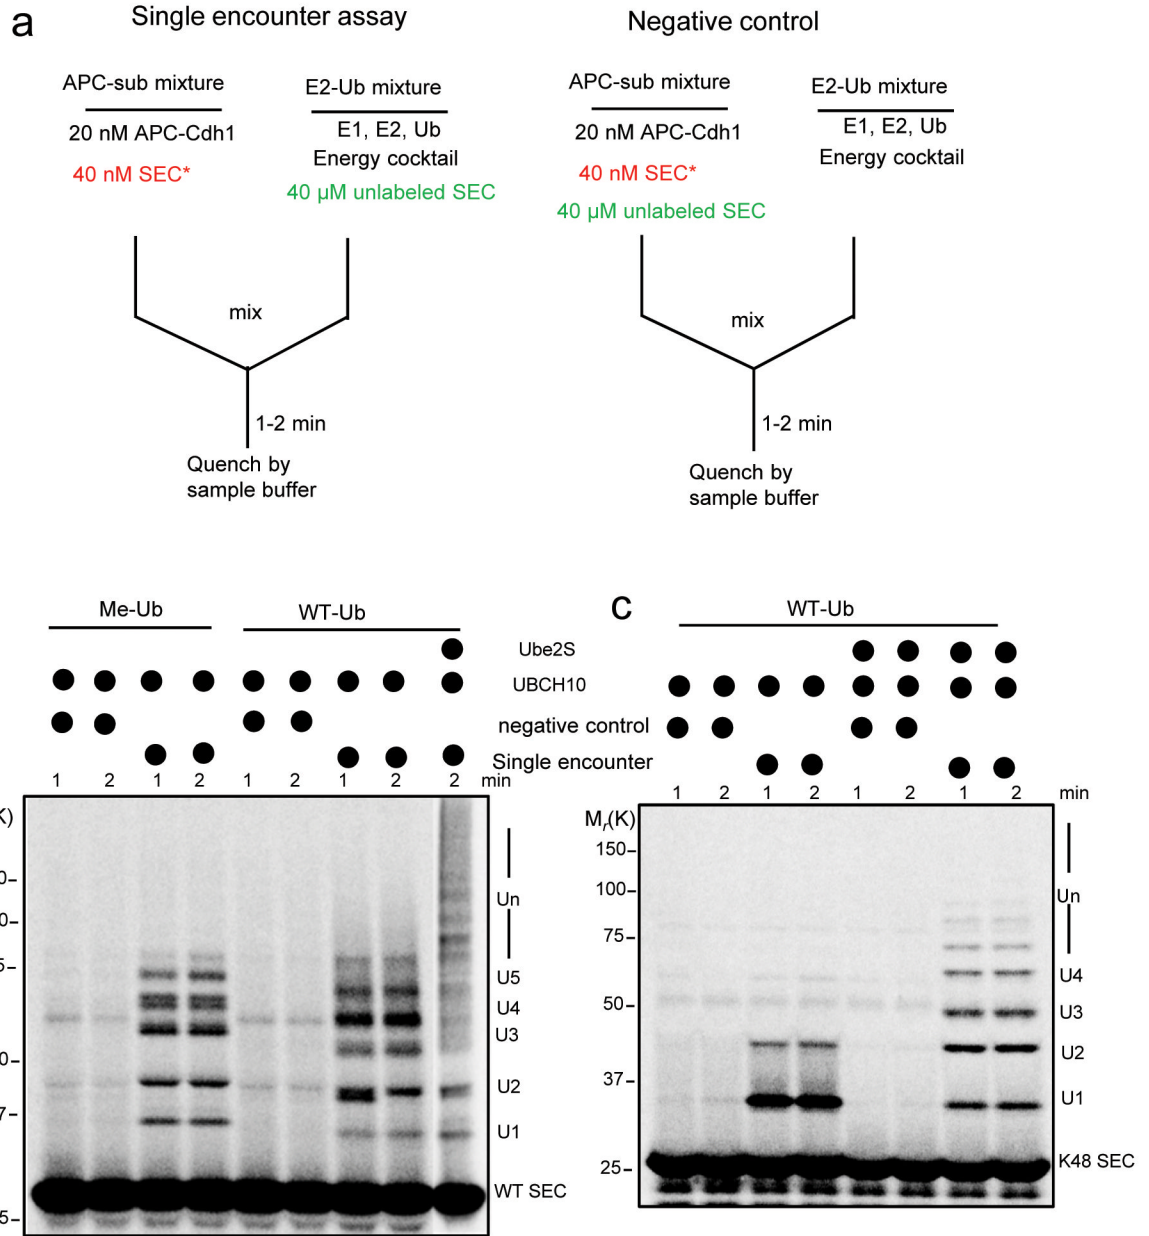 a
Single encounter assay
Negative control
APC-sub mixture
20 nM APC-Cdh1
40 nM SEC*
E2-Ub mixture
E1, E2, Ub
Energy cocktail
40 µM unlabeled SEC
mix
1-2 min
Quench by
sample buffer
APC-sub mixture
20 nM APC-Cdh1
40 nM SEC*
40 µM unlabeled SEC
E2-Ub mixture
E1, E2, Ub
Energy cocktail
mix
1-2 min
Quench by
sample buffer
Me-Ub
WT-Ub
Ube2S
UBCH10
negative control
Single encounter
1 2 1 2 1 2 1 2 2 min
K)
0–
0–
5–
0–
7–
5–
Un
U5
U4
U3
U2
U1
WT SEC
c
WT-Ub
1 2 1 2 1 2 1 2 min
Mr(K)
150–
100–
75–
50–
37–
25–
Un
U4
U3
U2
U1
K48 SEC